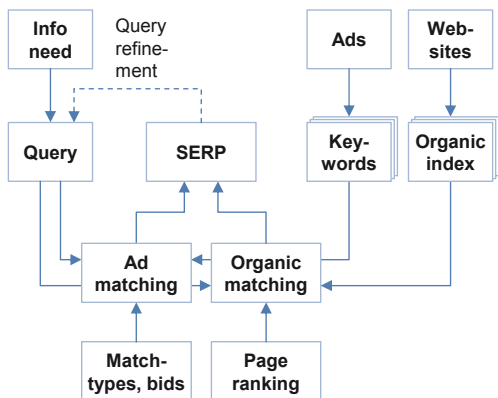 Info
need
Query
refine-
ment
Ads
Web-
sites
Query
SERP
Key-
words
Organic
index
Ad
matching
Organic
matching
Match-
types, bids
Page
ranking